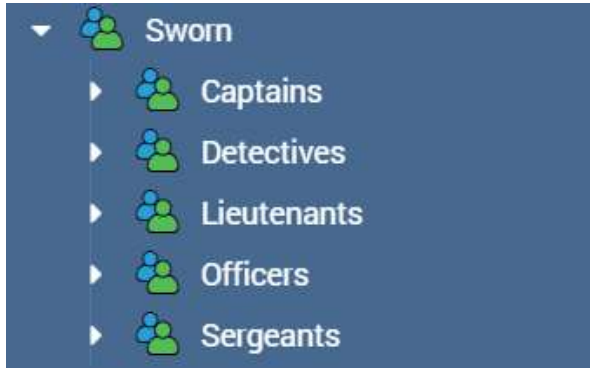 Sworn
Captains
Detectives
Lieutenants
Officers
Sergeants